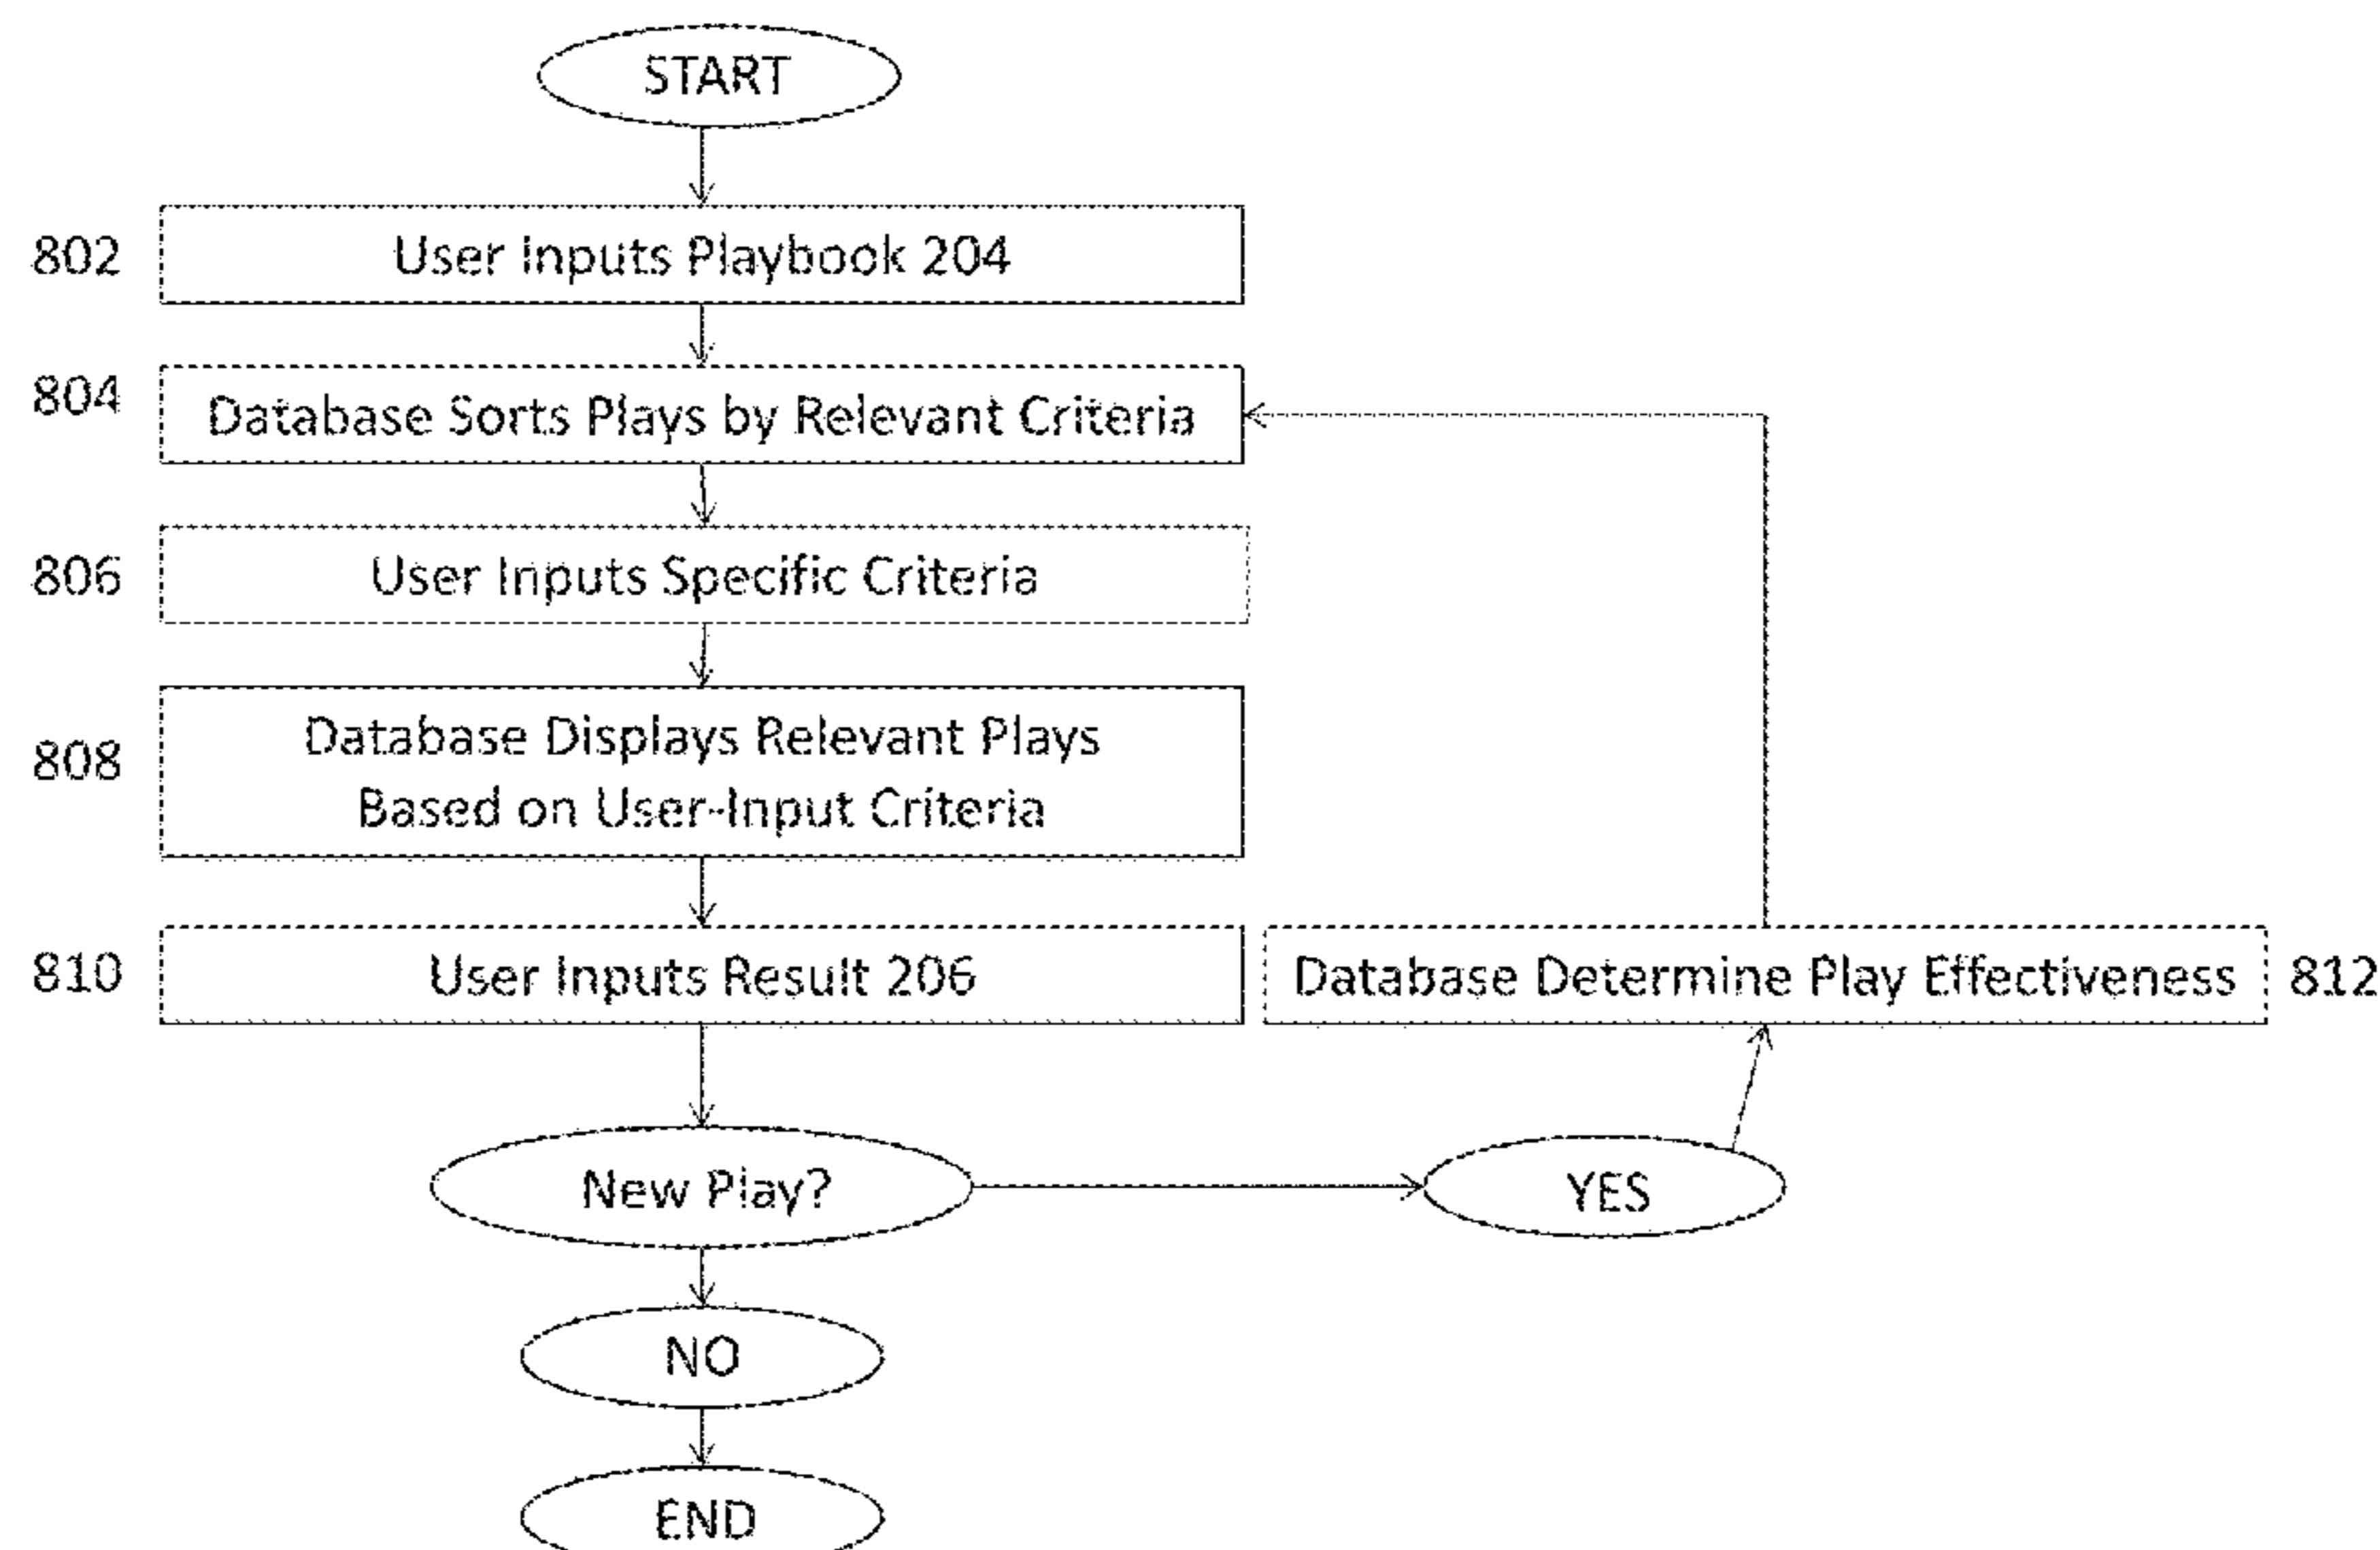 START
802 User Inputs Playbook 204
804 Database Sorts Plays by Relevant Criteria
806 User Inputs Specific Criteria
808 Database Displays Relevant Plays
Based on User-Input Criteria
810 User Inputs Result 206
Database Determine Play Effectiveness 812
New Play?
YES
NO
END